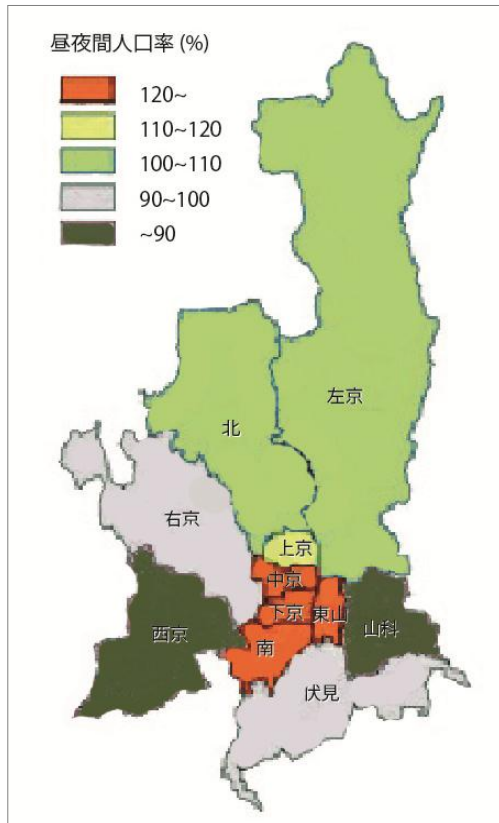 昼夜間人口率 (%)
120~
110~120
100~110
90~100
~90
左京
北
右京
上京
中京
下京
東山
山科
西京
南
伏見